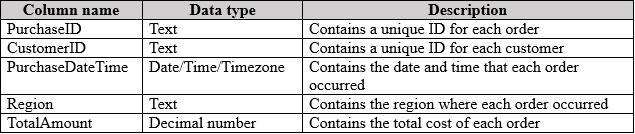 Column name Data type Description
PurchaseID Text Contains a unique ID for each order
CustomerID Text Contains a unique ID for each customer
PurchaseDateTime Date/Time/Timezone Contains the date and time that each order
occurred
Region Text Contains the region where each order occurred
TotalAmount Decimal number Contains the total cost of each order